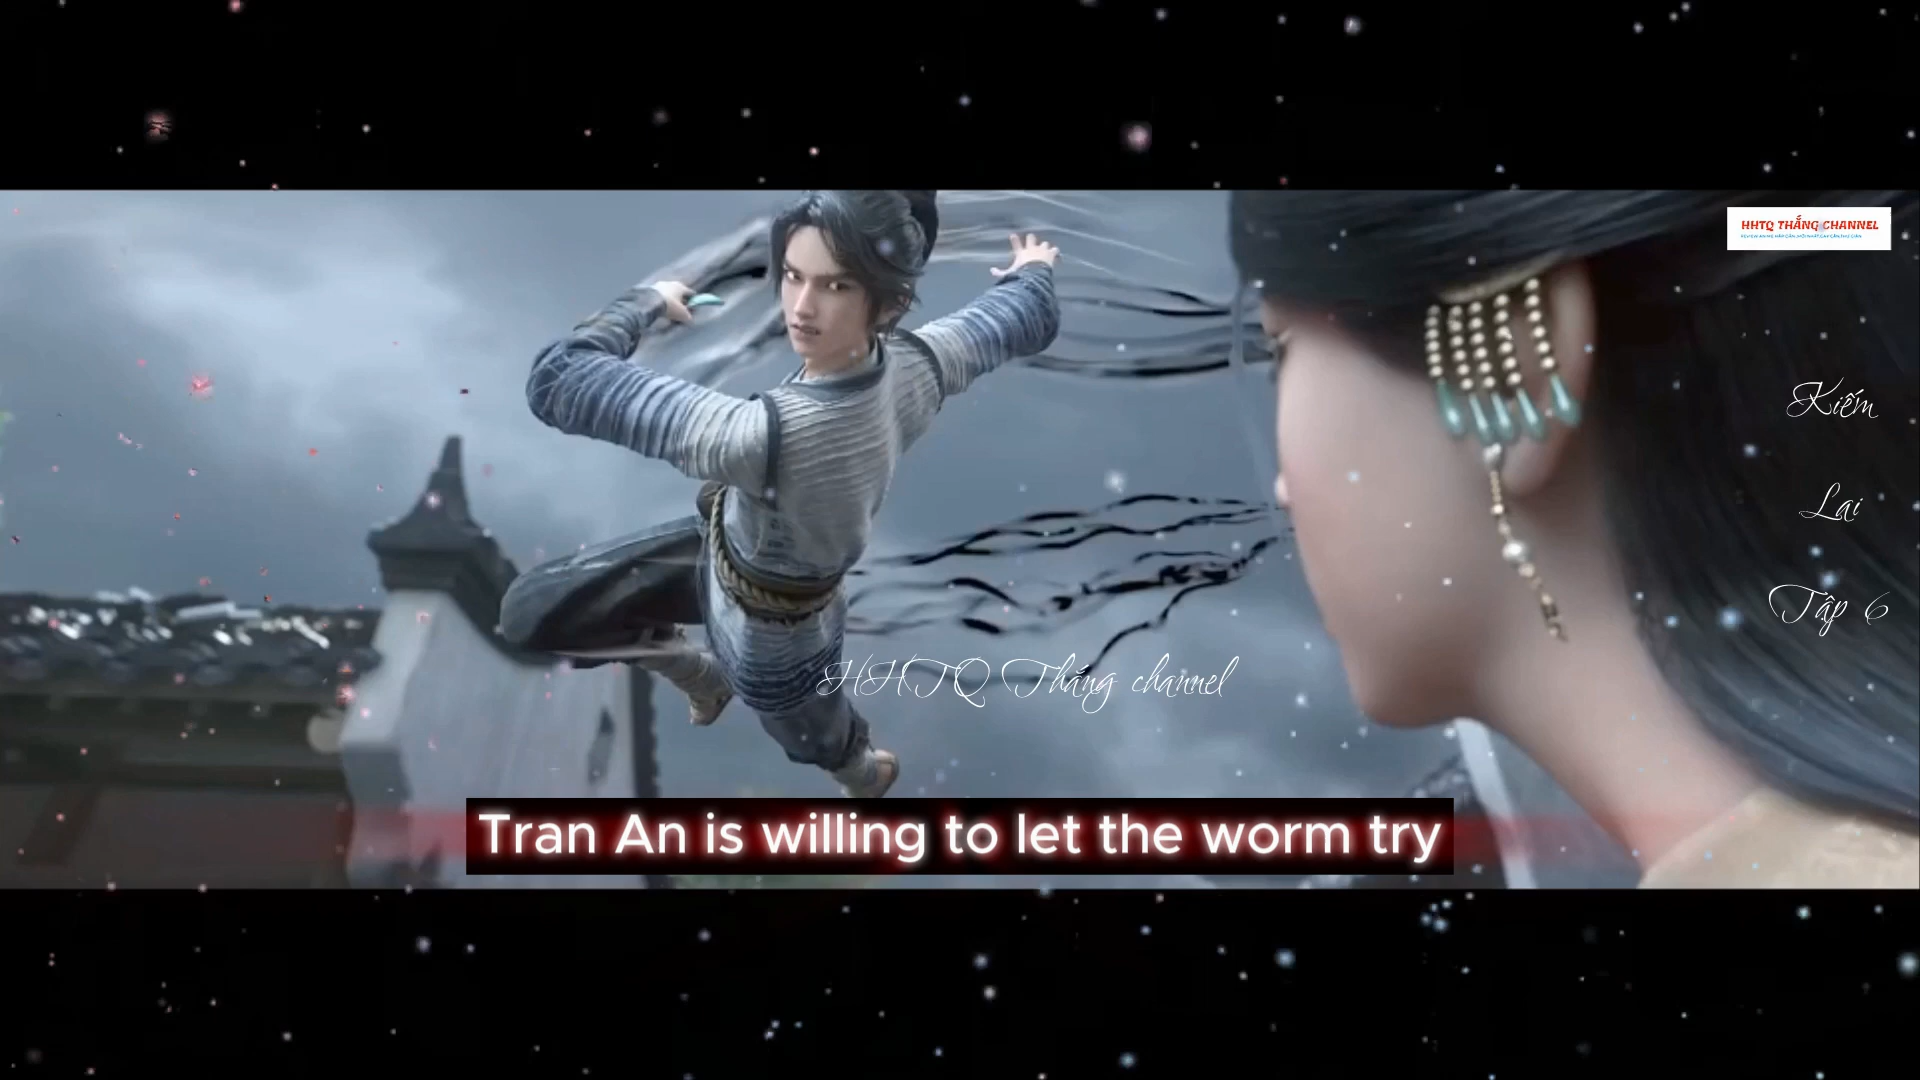 HHTQ THẮNG CHANNEL
Kiếm
Lai
Tập 6
HHTQ Thắng channel
Tran An is willing to let the worm try